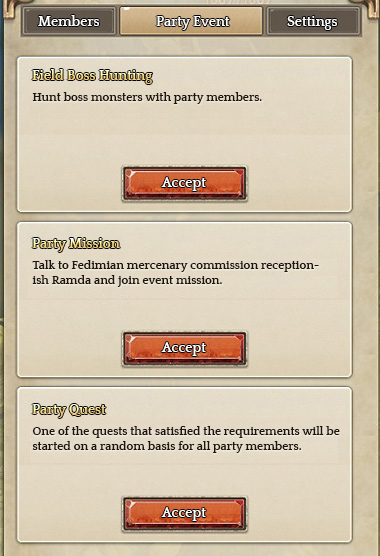 Members Party Event Settings
Field Boss Hunting
Hunt boss monsters with party members.
Accept
Party Mission
Talk to Fedimian mercenary commission reception-
ish Ramda and join event mission.
Accept
Party Quest
One of the quests that satisfied the requirements will be
started on a random basis for all party members.
Accept